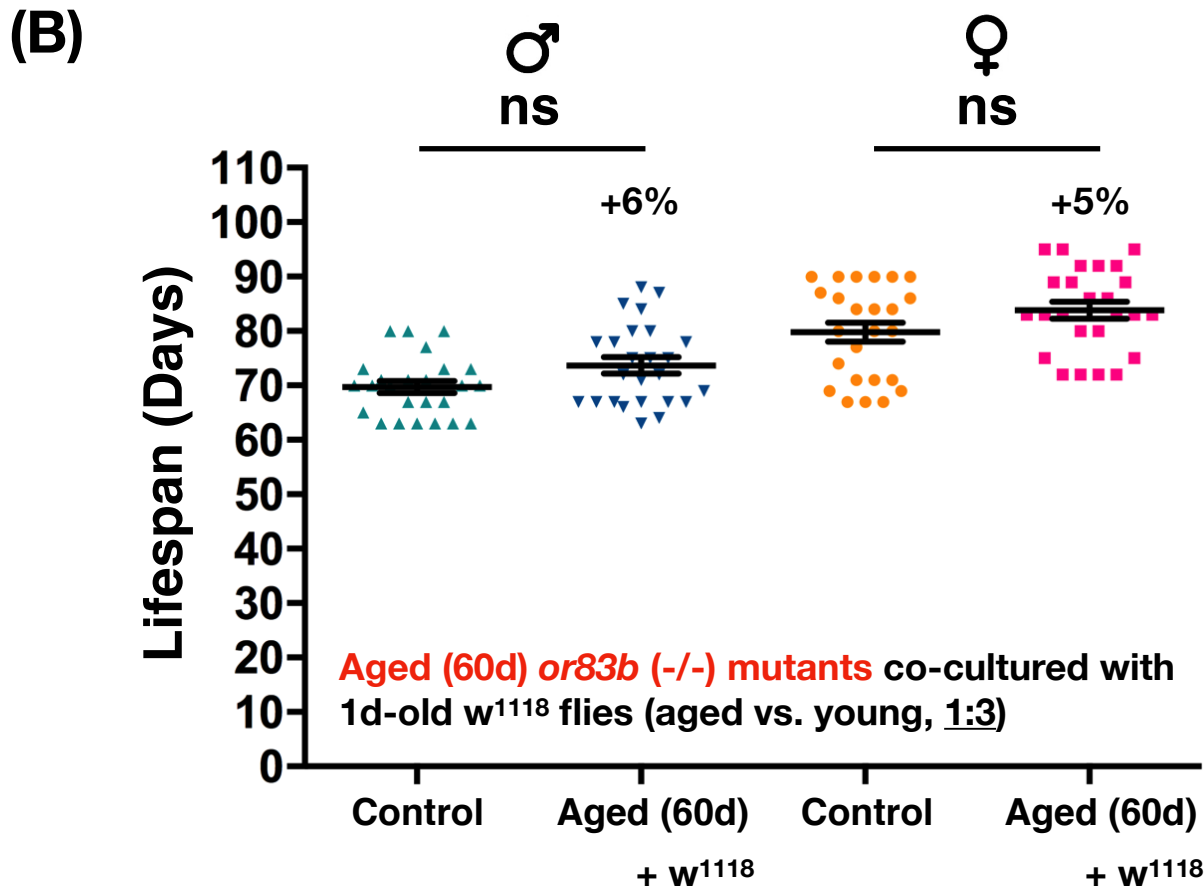 (B)
♂ ♀
ns ns
+6% +5%
110
100
90
80
70
60
50
40
30
20
10
0
Lifespan (Days)
Aged (60d) or83b (-/-) mutants co-cultured with
1d-old w¹¹¹⁸ flies (aged vs. young, 1:3)
Control Aged (60d) Control Aged (60d)
+ w¹¹¹⁸ + w¹¹¹⁸